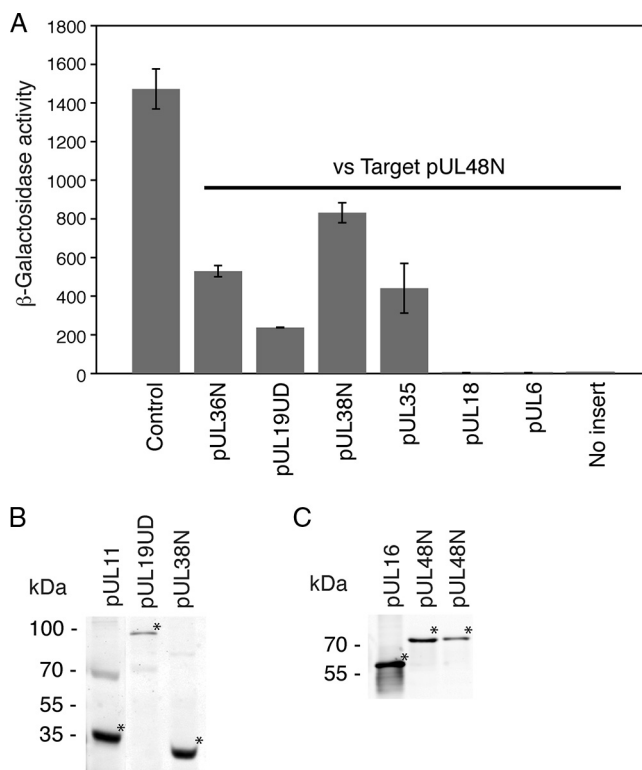 A
β-Galactosidase activity
1800
1600
1400
1200
1000
800
600
400
200
0
vs Target pUL48N
Control
pUL36N
pUL19UD
pUL38N
pUL35
pUL18
pUL6
No insert
B
kDa
pUL11
pUL19UD
pUL38N
100 -
70 -
55 -
35 -
*
*
*
C
kDa
pUL16
pUL48N
pUL48N
70 -
55 -
*
*
*